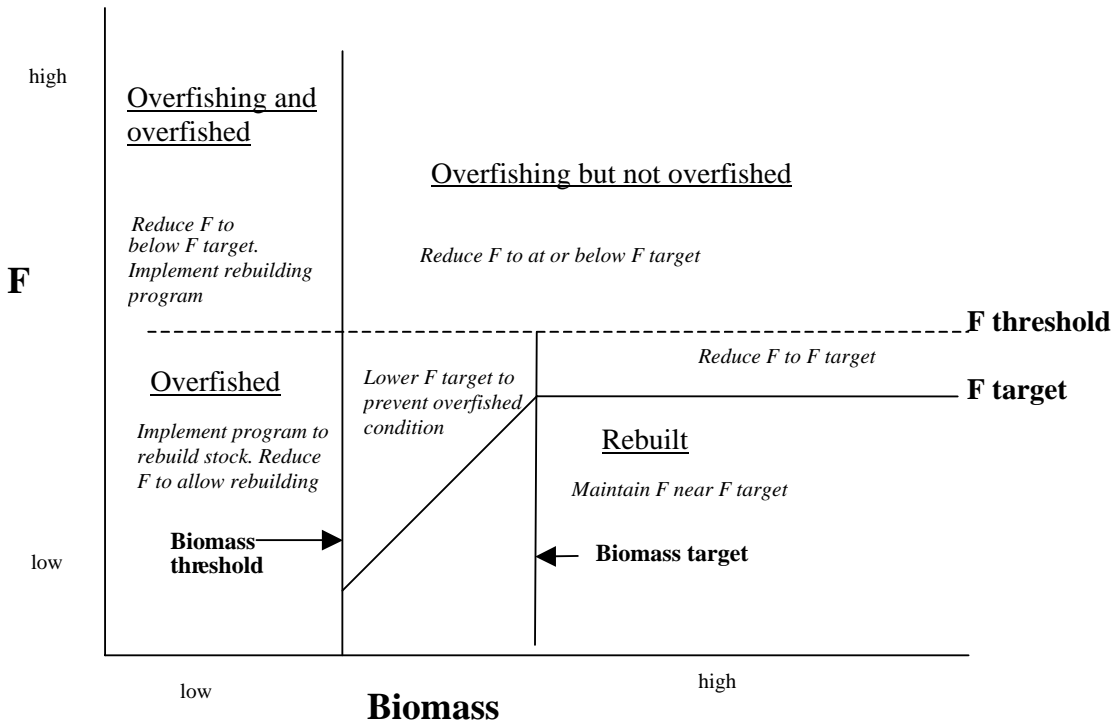 high
Overfishing and
overfished
Overfishing but not overfished
Reduce F to
below F target.
Implement rebuilding
program
Reduce F to at or below F target
F
F threshold
Reduce F to F target
Overfished
Lower F target to
prevent overfished
condition
F target
Implement program to
rebuild stock. Reduce
F to allow rebuilding
Rebuilt
Maintain F near F target
Biomass
threshold
Biomass target
low
low
high
Biomass